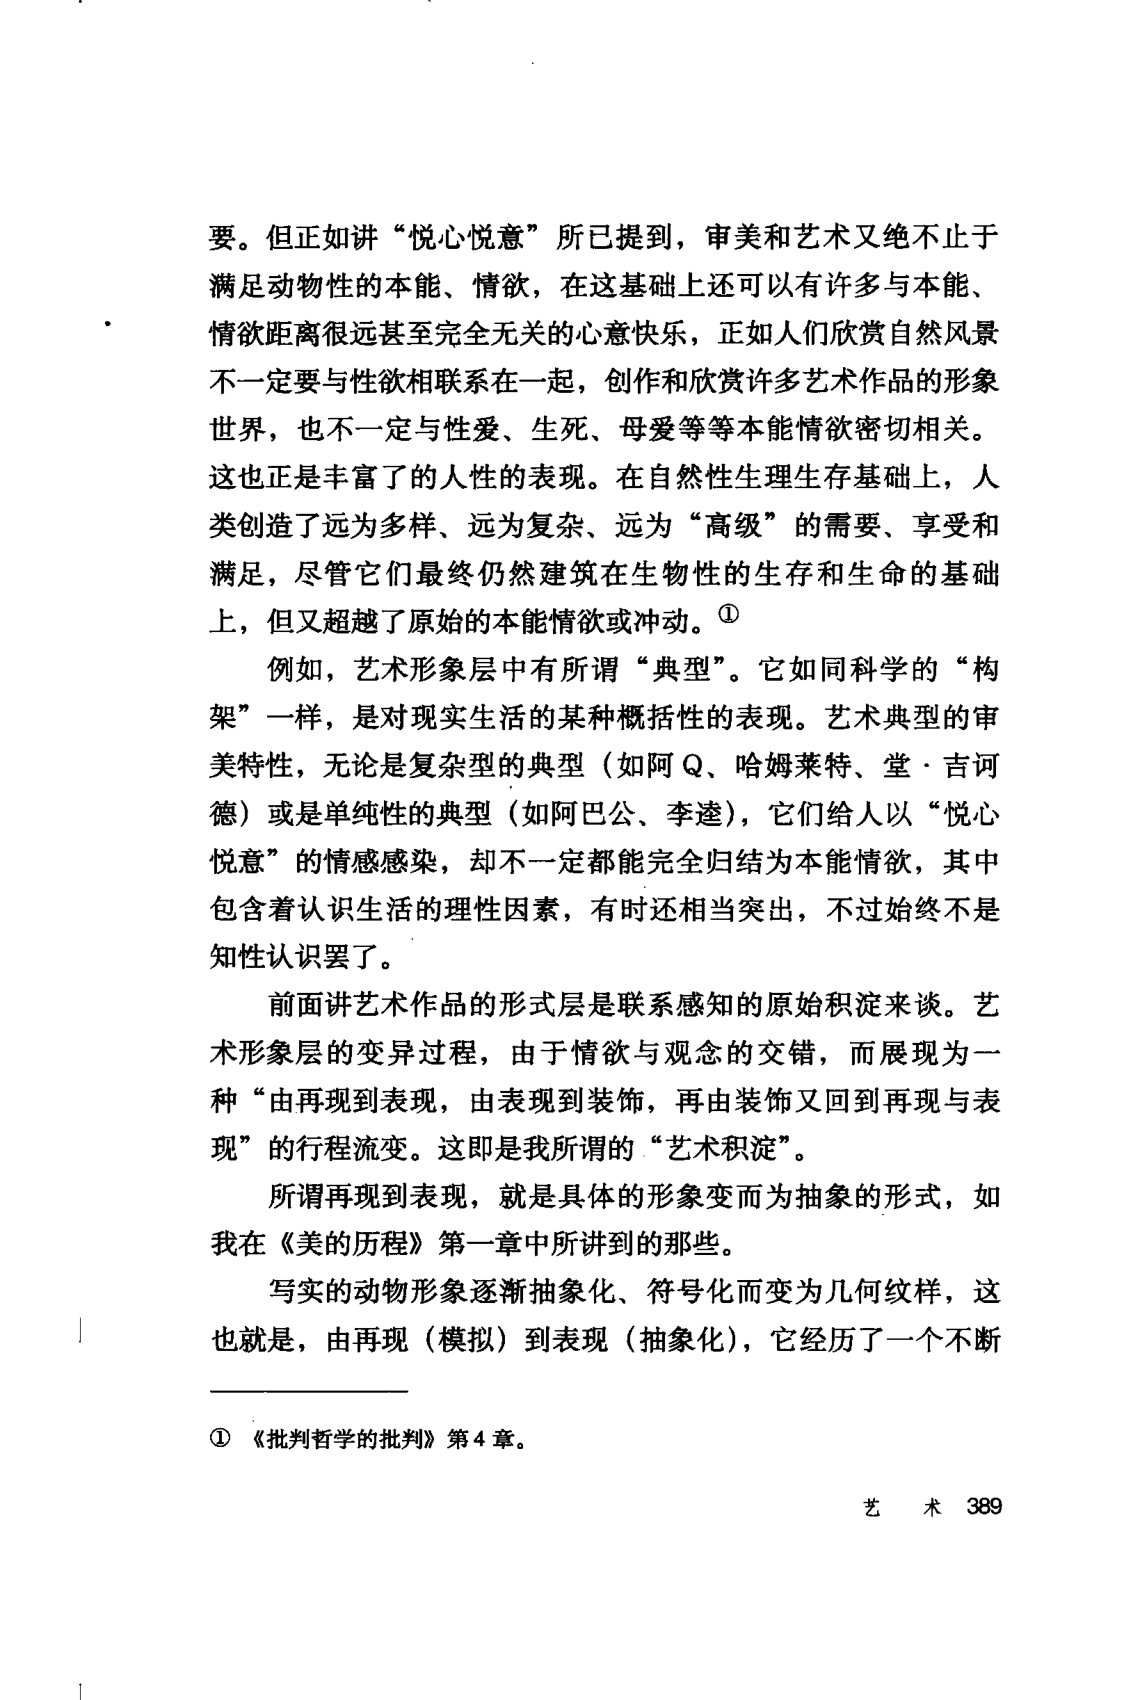 要。但正如讲“悦心悦意”所已提到，审美和艺术又绝不止于
满足动物性的本能、情欲，在这基础上还可以有许多与本能、
情欲距离很远甚至完全无关的心意快乐，正如人们欣赏自然风景
不一定要与性欲相联系在一起，创作和欣赏许多艺术作品的形象
世界，也不一定与性爱、生死、母爱等等本能情欲密切相关。
这也正是丰富了的人性的表现。在自然性生理生存基础上，人
类创造了远为多样、远为复杂、远为“高级”的需要、享受和
满足，尽管它们最终仍然建筑在生物性的生存和生命的基础
上，但又超越了原始的本能情欲或冲动。①
例如，艺术形象层中有所谓“典型”。它如同科学的“构
架”一样，是对现实生活的某种概括性的表现。艺术典型的审
美特性，无论是复杂型的典型（如阿Q、哈姆莱特、堂·吉诃
德）或是单纯性的典型（如阿巴公、李逵），它们给人以“悦心
悦意”的情感感染，却不一定都能完全归结为本能情欲，其中
包含着认识生活的理性因素，有时还相当突出，不过始终不是
知性认识罢了。
前面讲艺术作品的形式层是联系感知的原始积淀来谈。艺
术形象层的变异过程，由于情欲与观念的交错，而展现为一
种“由再现到表现，由表现到装饰，再由装饰又回到再现与表
现”的行程流变。这即是我所谓的“艺术积淀”。
所谓再现到表现，就是具体的形象变而为抽象的形式，如
我在《美的历程》第一章中所讲到的那些。
写实的动物形象逐渐抽象化、符号化而变为几何纹样，这
也就是，由再现（模拟）到表现（抽象化），它经历了一个不断
① 《批判哲学的批判》第4章。
艺 术 389